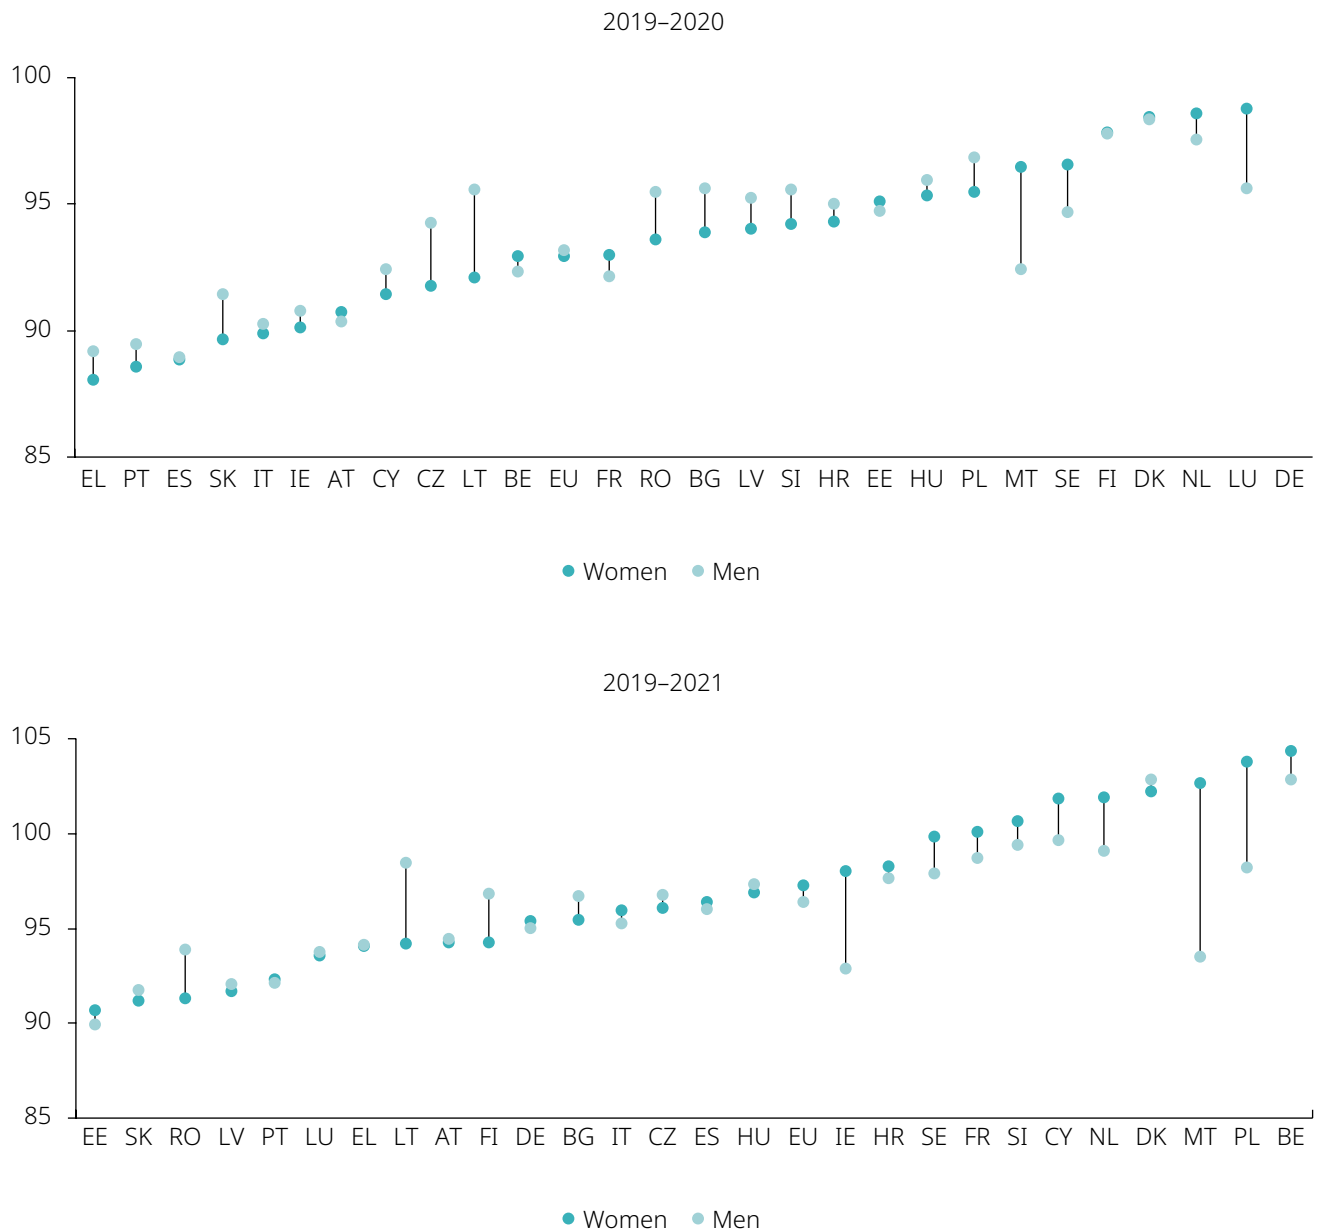 2019–2020
100
95
90
85
EL PT ES SK IT IE AT CY CZ LT BE EU FR RO BG LV SI HR EE HU PL MT SE FI DK NL LU DE
Women Men
2019–2021
105
100
95
90
85
EE SK RO LV PT LU EL LT AT FI DE BG IT CZ ES HU EU IE HR SE FR SI CY NL DK MT PL BE
Women Men